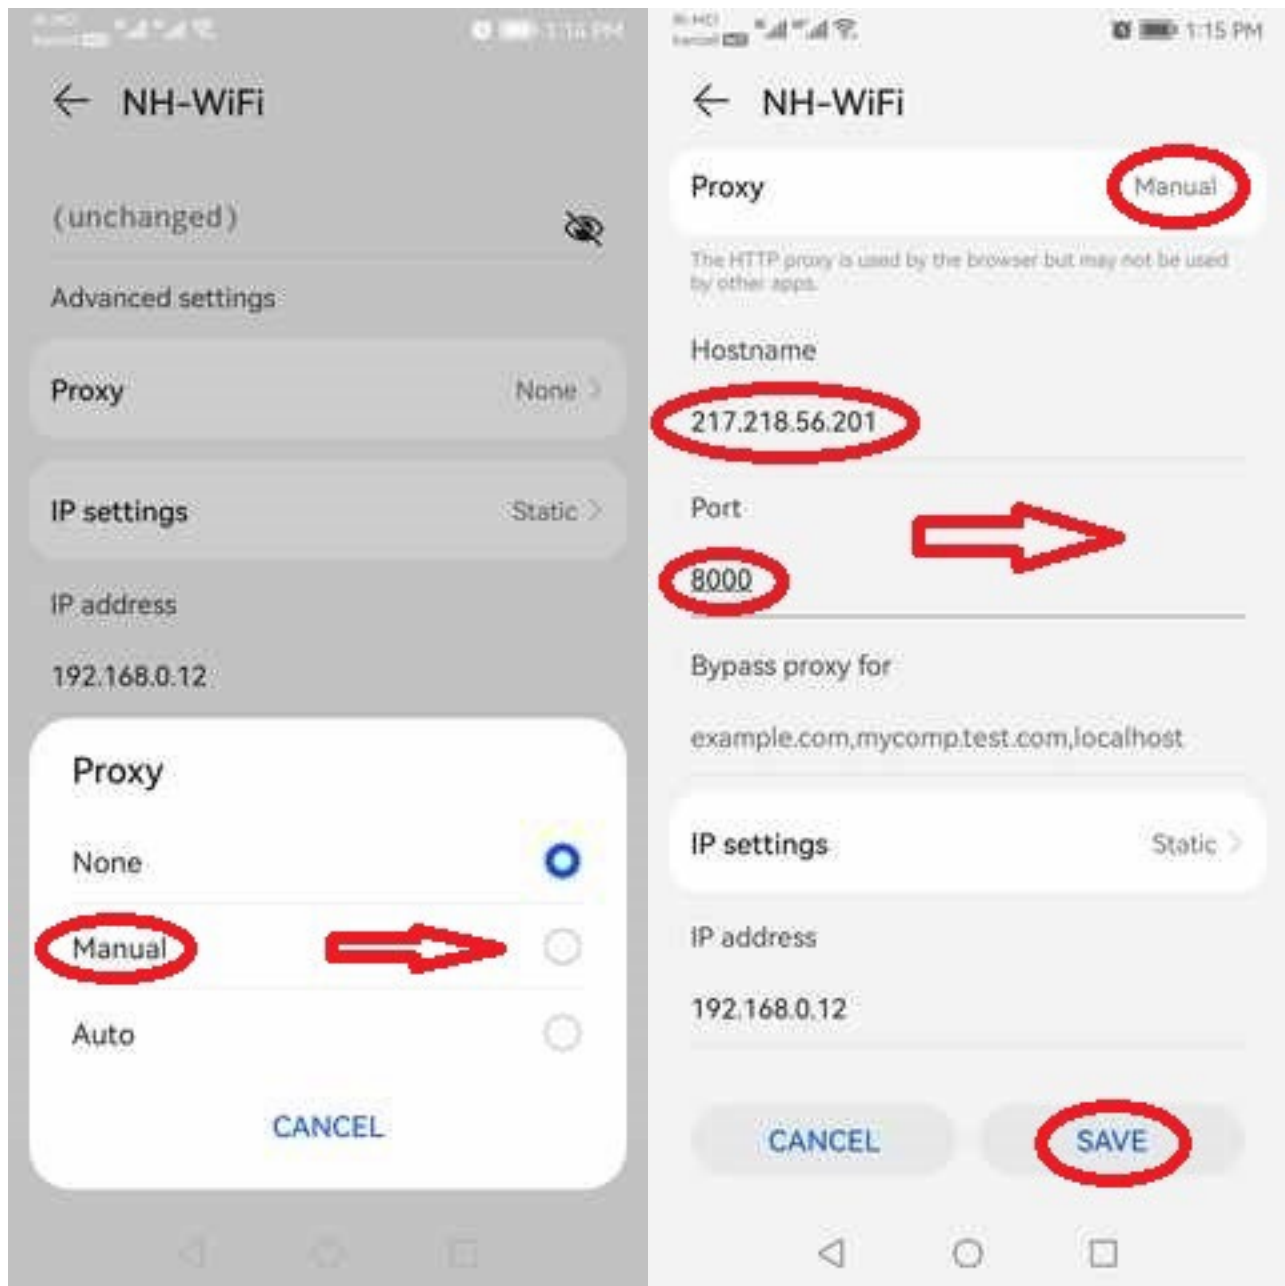 1:14 PM
NH-WiFi
(unchanged)
Advanced settings
Proxy
None
IP settings
Static
IP address
192.168.0.12
Proxy
None
Manual
Auto
CANCEL
1:15 PM
NH-WiFi
Proxy
Manual
The HTTP proxy is used by the browser but may not be used
by other apps.
Hostname
217.218.56.201
Port
8000
Bypass proxy for
example.com,mycomp.test.com,localhost
IP settings
Static
IP address
192.168.0.12
CANCEL
SAVE